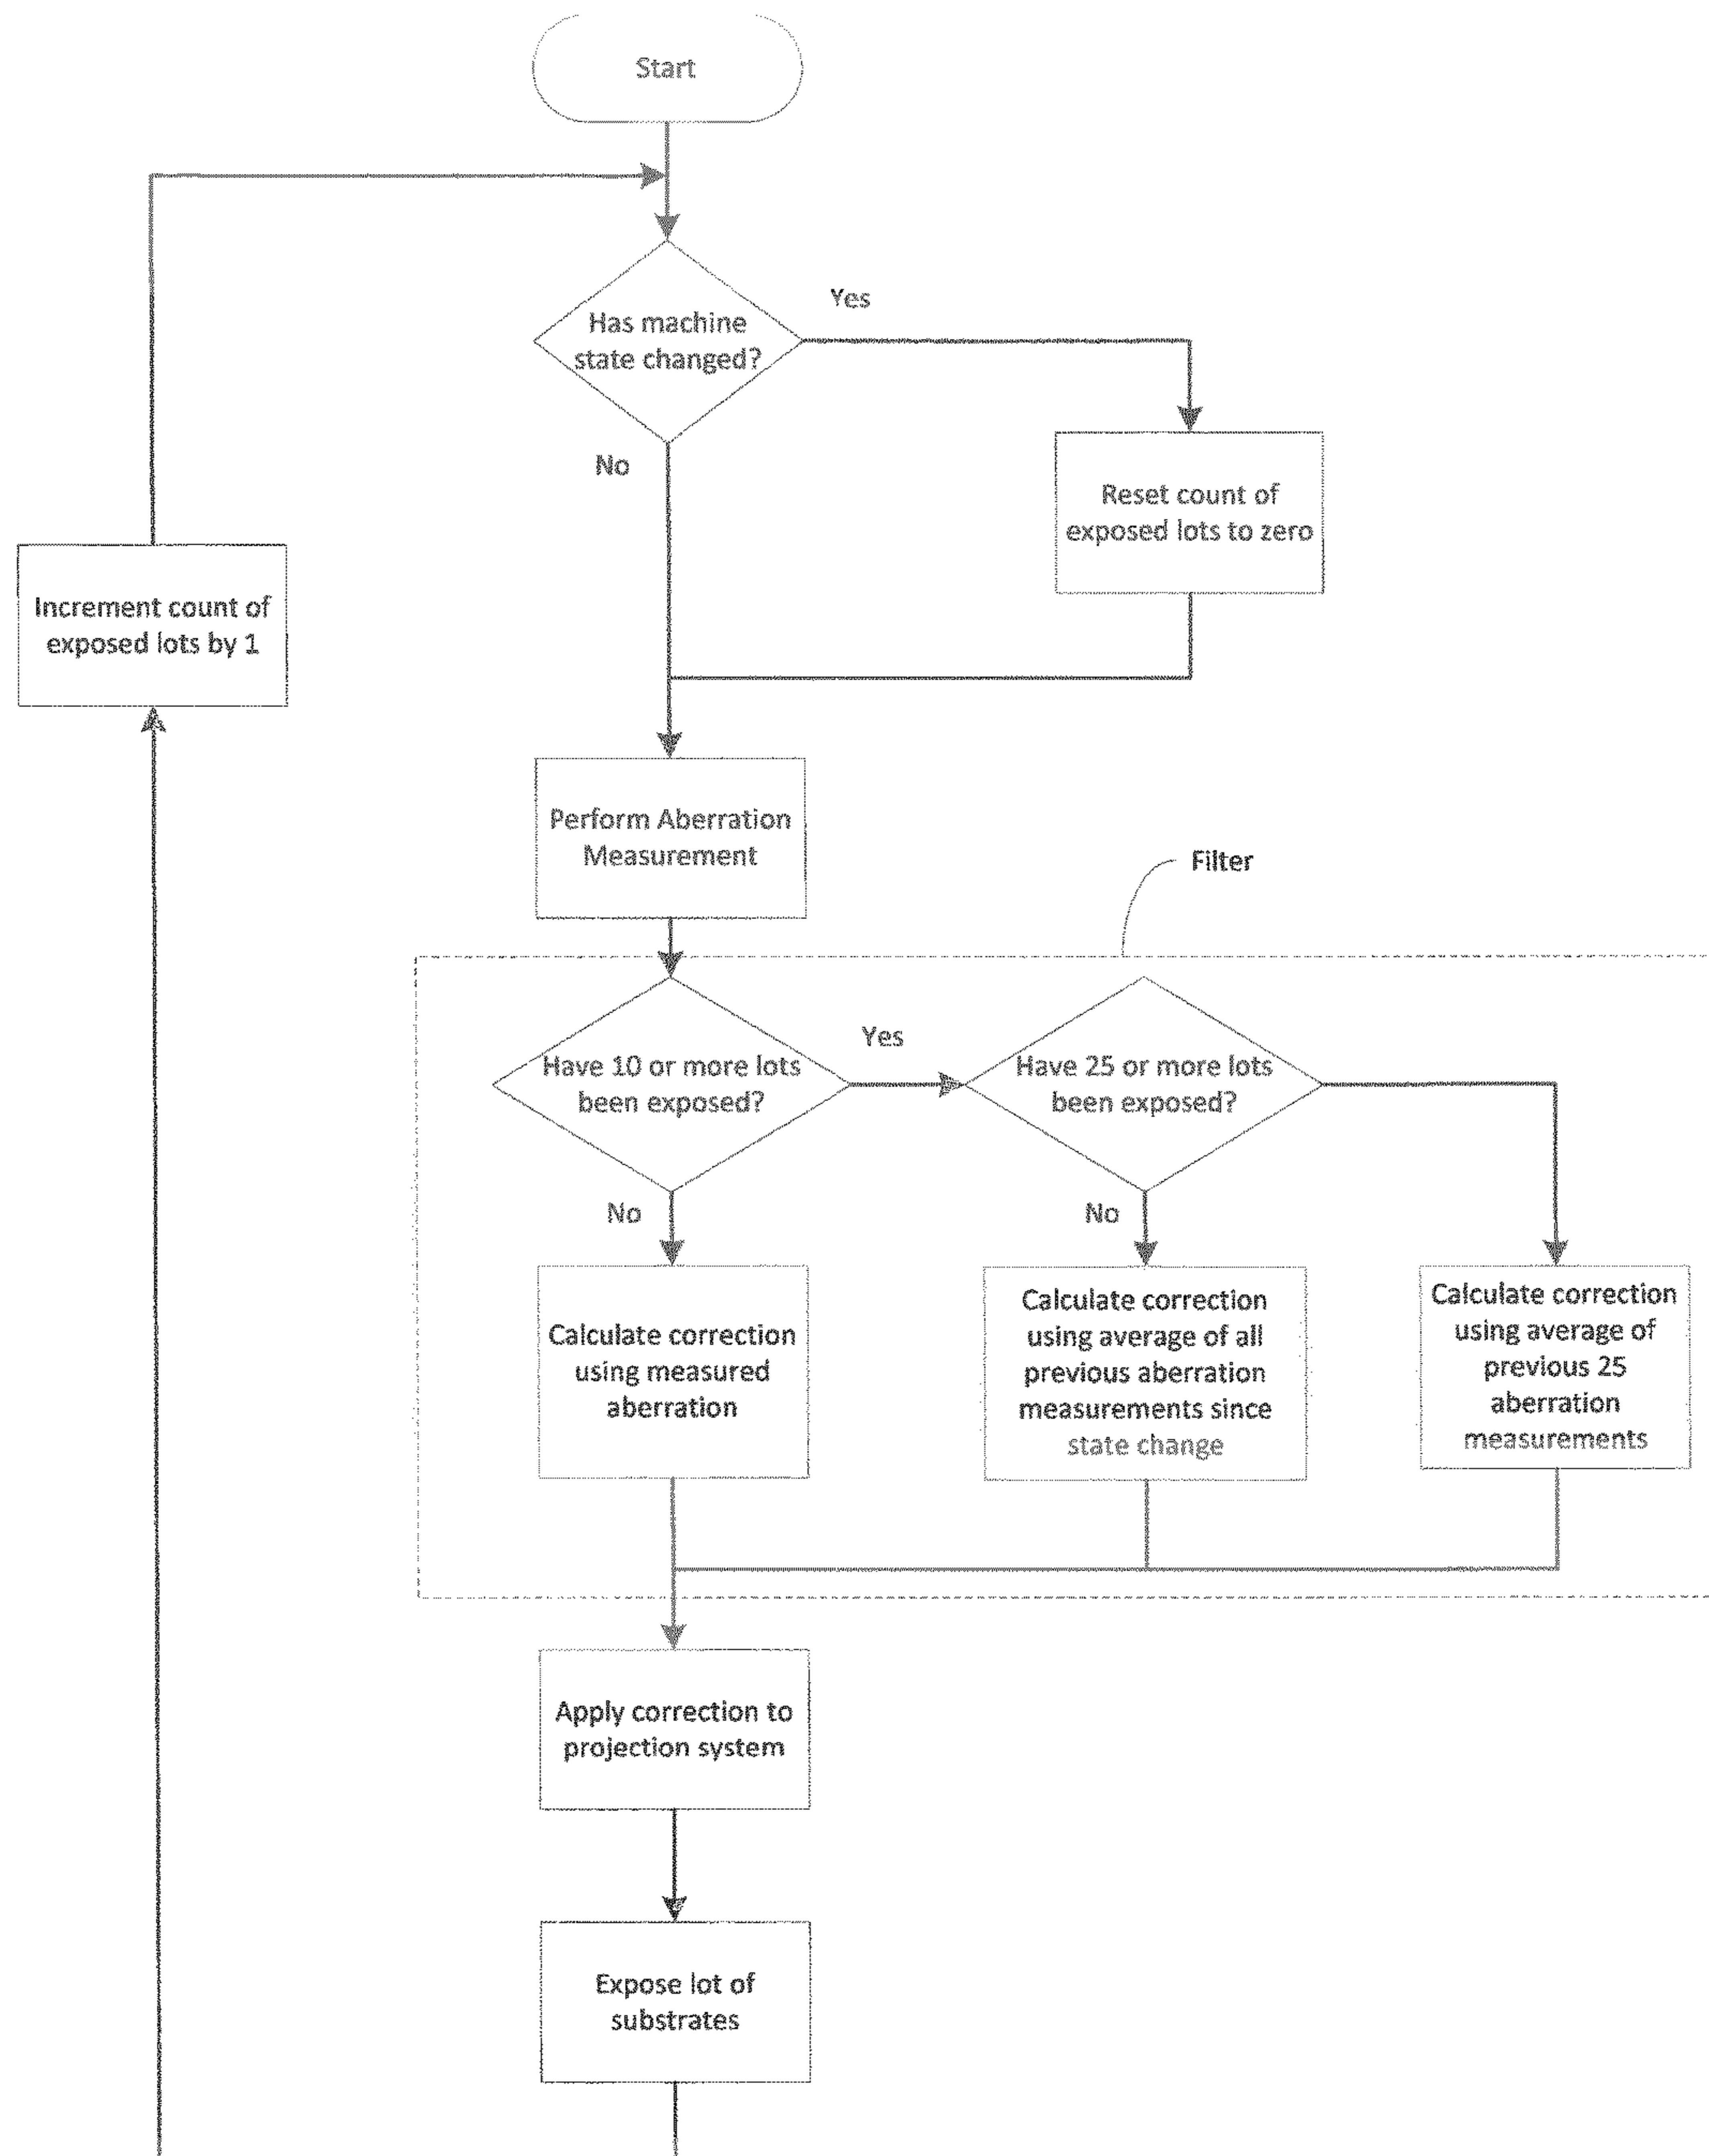 Start
Yes
Has machine
state changed?
No
Reset count of
exposed lots to zero
Increment count of
exposed lots by 1
Perform Aberration
Measurement
Filter
Have 10 or more lots
been exposed?
Yes
Have 25 or more lots
been exposed?
No
No
Calculate correction
using measured
aberration
Calculate correction
using average of all
previous aberration
measurements since
state change
Calculate correction
using average of
previous 25
aberration
measurements
Apply correction to
projection system
Expose lot of
substrates